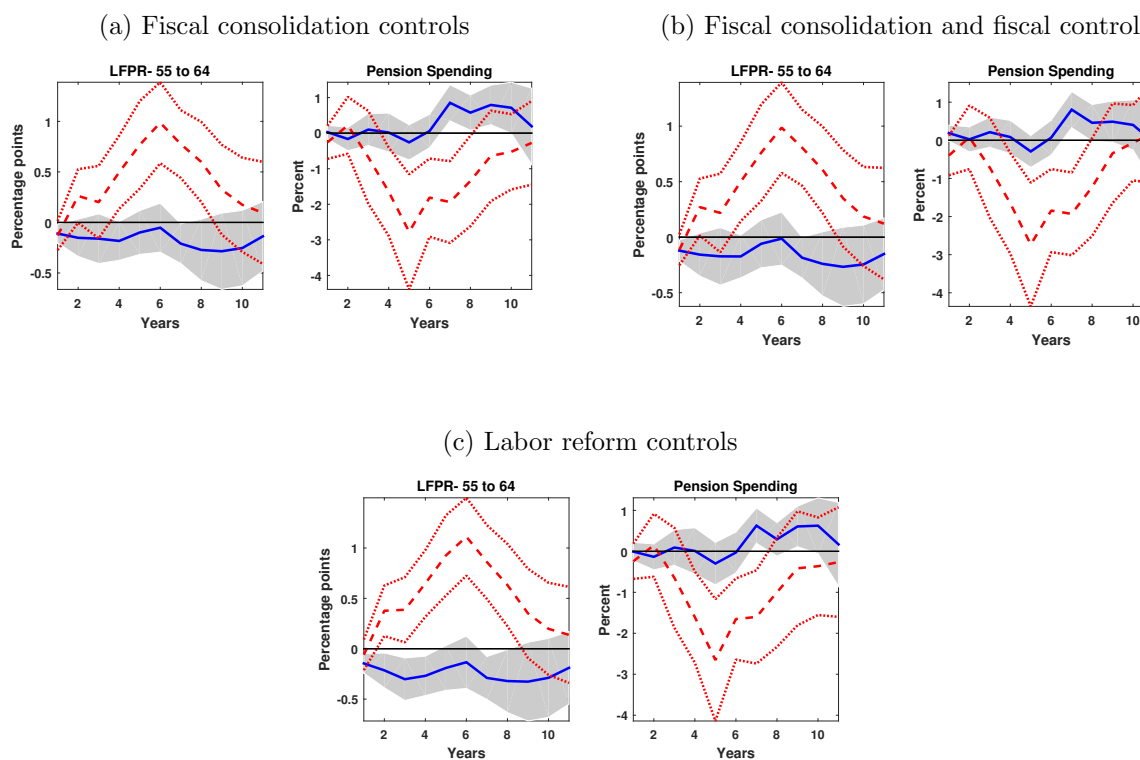 (a) Fiscal consolidation controls
LFPR- 55 to 64
Percentage points
1
0.5
0
-0.5
2 4 6 8 10
Years
Pension Spending
Percent
1
0
-1
-2
-3
-4
2 4 6 8 10
(b) Fiscal consolidation and fiscal control
LFPR- 55 to 64
Percentage points
1
0.5
0
-0.5
2 4 6 8 10
Years
Pension Spending
Percent
1
0
-1
-2
-3
-4
2 4 6 8 10
Years
(c) Labor reform controls
LFPR- 55 to 64
Percentage points
1
0.5
0
-0.5
2 4 6 8 10
Years
Pension Spending
Percent
1
0
-1
-2
-3
-4
2 4 6 8 10
Years